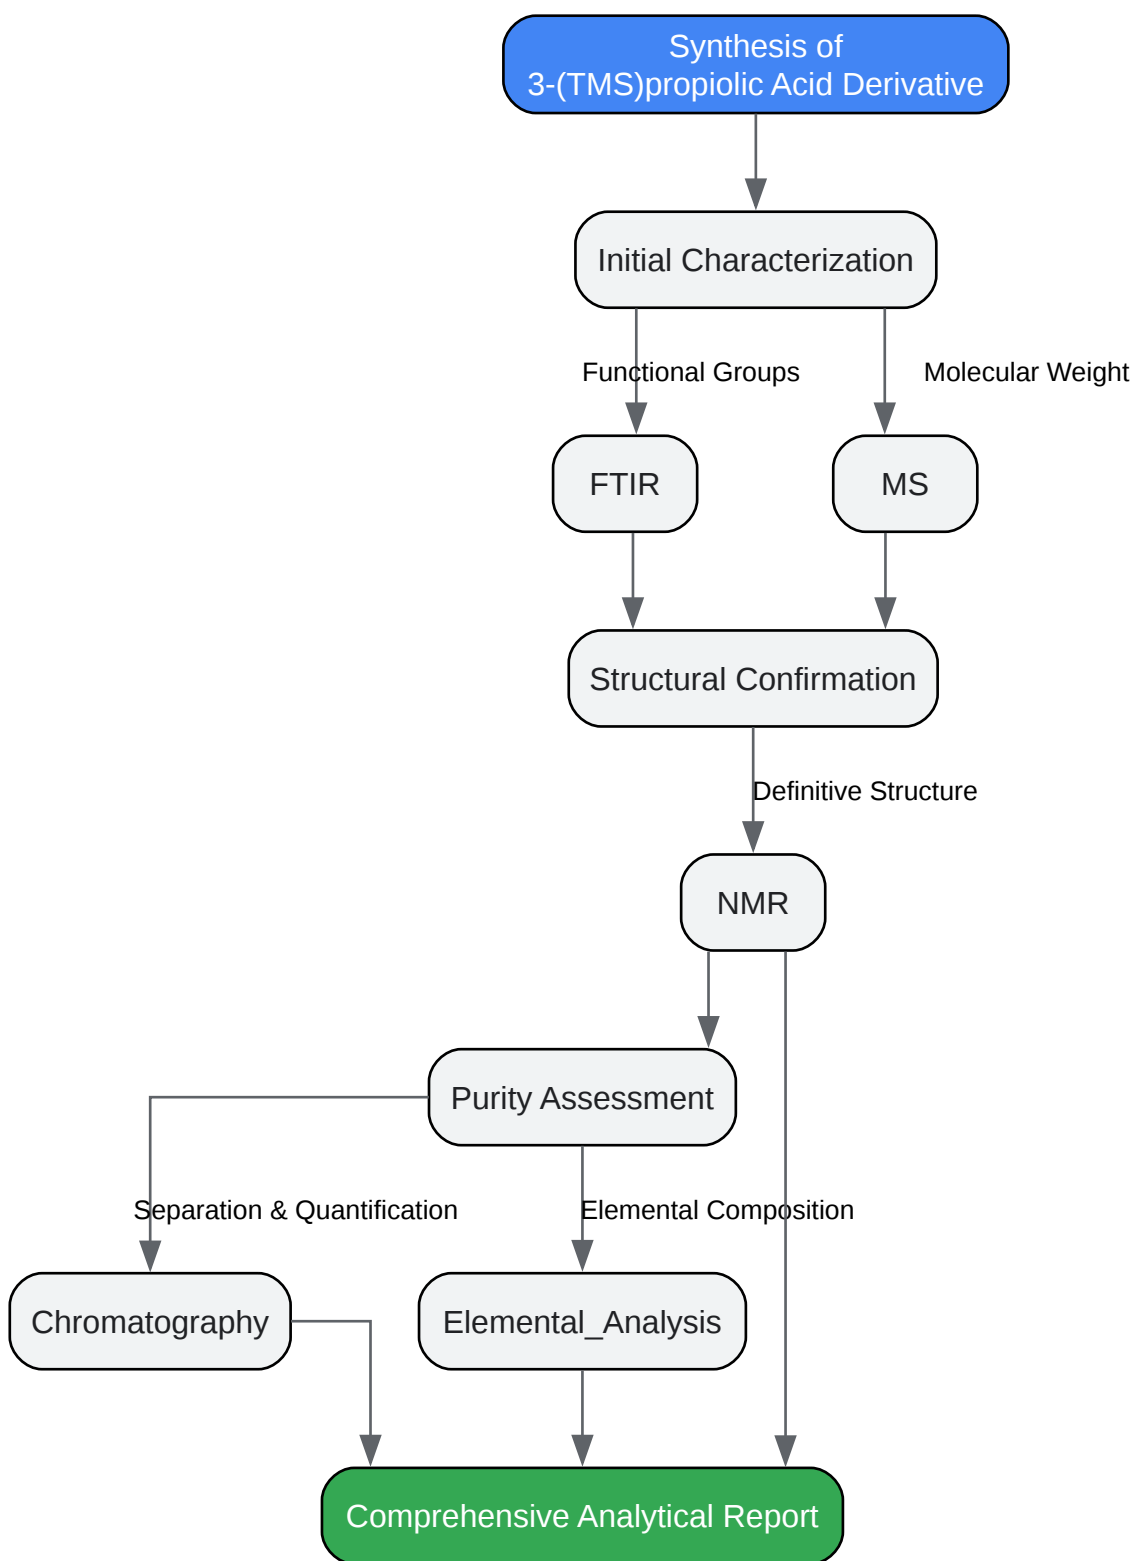 Synthesis of
3-(TMS)propiolic Acid Derivative
Initial Characterization
Functional Groups
Molecular Weight
FTIR
MS
Structural Confirmation
Definitive Structure
NMR
Purity Assessment
Separation & Quantification
Elemental Composition
Chromatography
Elemental_Analysis
Comprehensive Analytical Report